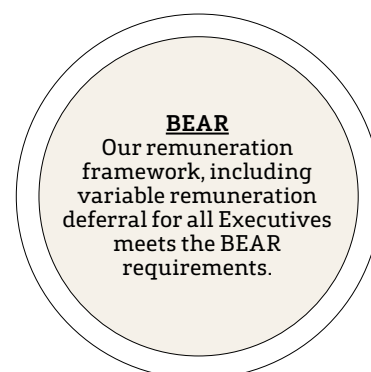 BEAR
Our remuneration
framework, including
variable remuneration
deferral for all Executives
meets the BEAR
requirements.